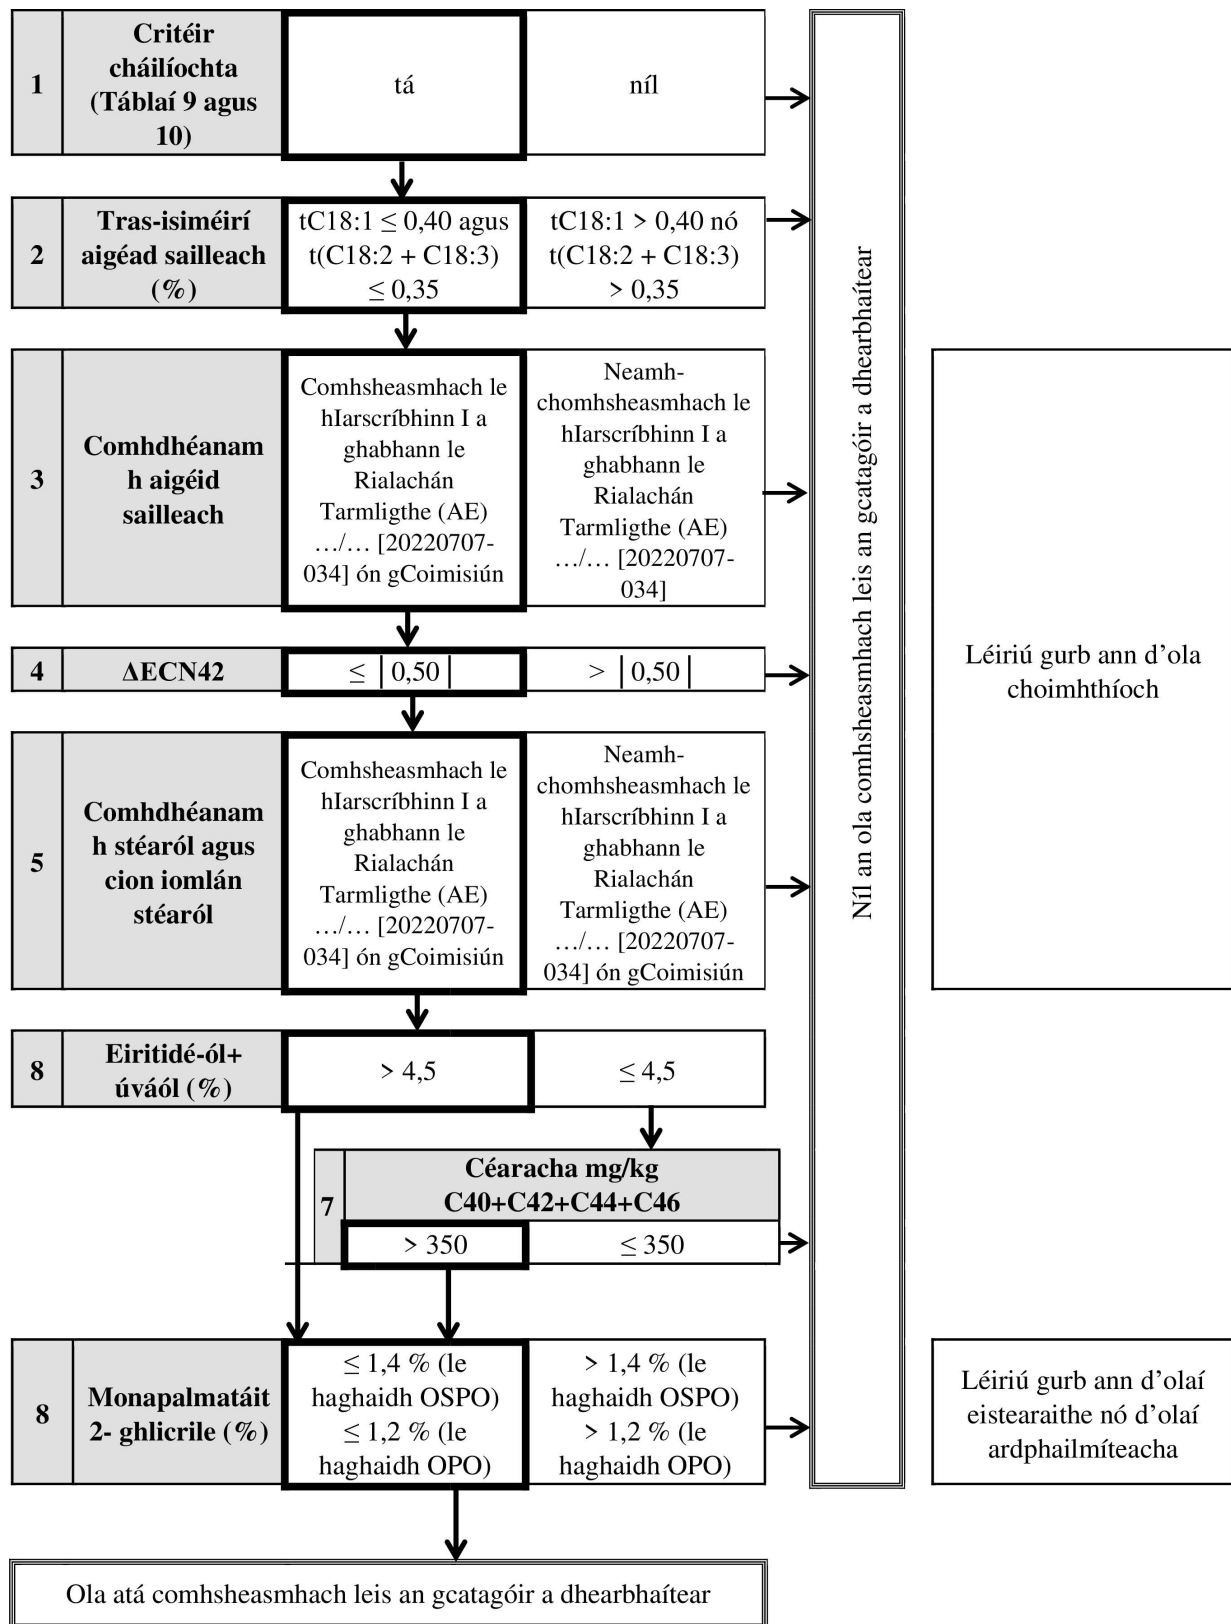 1
Critéir
cháilíochta
(Táblaí 9 agus
10)
tá
níl
2
Tras-isiméirí
aigéad sailleach
(%)
tC18:1 ≤ 0,40 agus
t(C18:2 + C18:3)
≤ 0,35
tC18:1 > 0,40 nó
t(C18:2 + C18:3)
> 0,35
3
Comhdhéanam
h aigéid
sailleach
Comhsheasmhach le
hIarscríbhinn I a
ghabhann le
Rialachán
Tarmligthe (AE)
…/… [20220707-
034] ón gCoimisiún
Neamh-
chomhsheasmhach le
hIarscríbhinn I a
ghabhann le
Rialachán
Tarmligthe (AE)
…/… [20220707-
034]
4
ΔECN42
≤ |0,50|
> |0,50|
5
Comhdhéanam
h stéaról agus
cion iomlán
stéaról
Comhsheasmhach le
hIarscríbhinn I a
ghabhann le
Rialachán
Tarmligthe (AE)
…/… [20220707-
034] ón gCoimisiún
Neamh-
chomhsheasmhach le
hIarscríbhinn I a
ghabhann le
Rialachán
Tarmligthe (AE)
…/… [20220707-
034] ón gCoimisiún
8
Eiritidé-ól+
úváól (%)
> 4,5
≤ 4,5
7
Céaracha mg/kg
C40+C42+C44+C46
> 350
≤ 350
8
Monapalmatáit
2- ghlicrile (%)
≤ 1,4 % (le
haghaidh OSPO)
≤ 1,2 % (le
haghaidh OPO)
> 1,4 % (le
haghaidh OSPO)
> 1,2 % (le
haghaidh OPO)
Níl an ola comhsheasmhach leis an gcatagóir a dhearbhaítear
Léiriú gurb ann d’ola
choimhthíoch
Léiriú gurb ann d’olaí
eistearaithe nó d’olaí
ardphailmíteacha
Ola atá comhsheasmhach leis an gcatagóir a dhearbhaítear